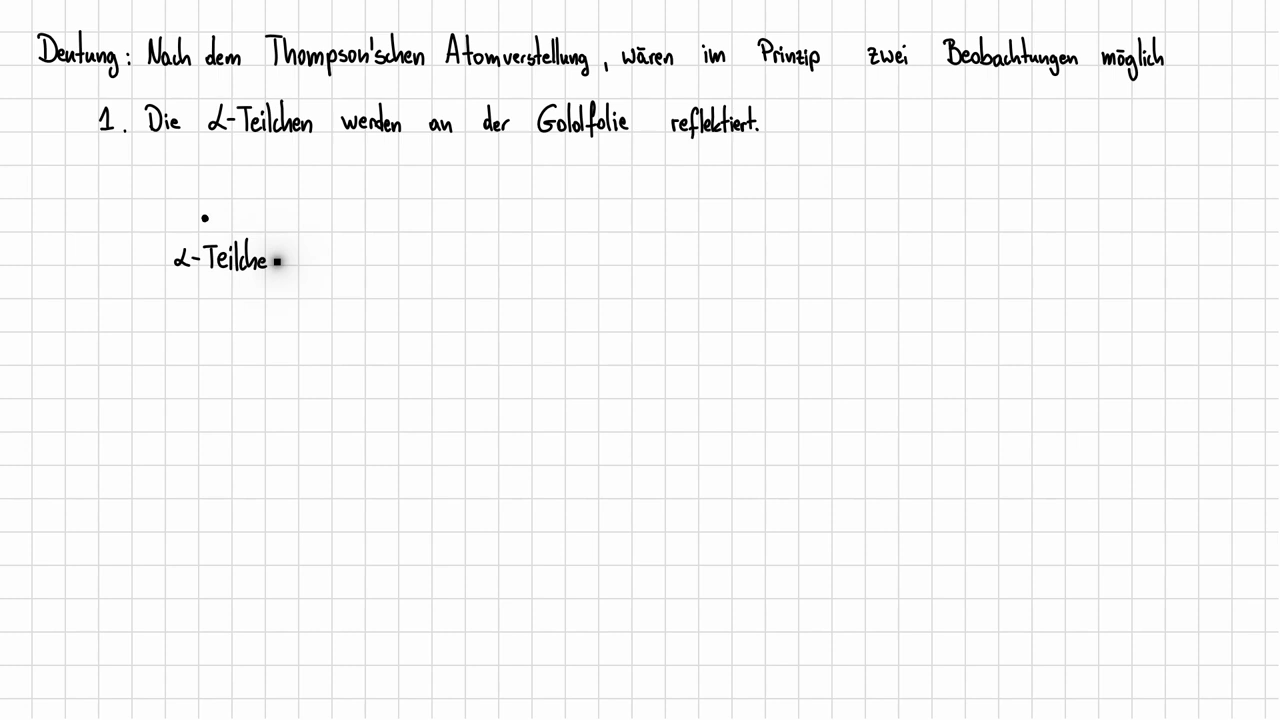 Deutung: Nach dem Thompson'schen Atomverstellung, wären im Prinzip zwei Beobachtungen möglich
1. Die α-Teilchen werden an der Goldfolie reflektiert.
α-Teilche